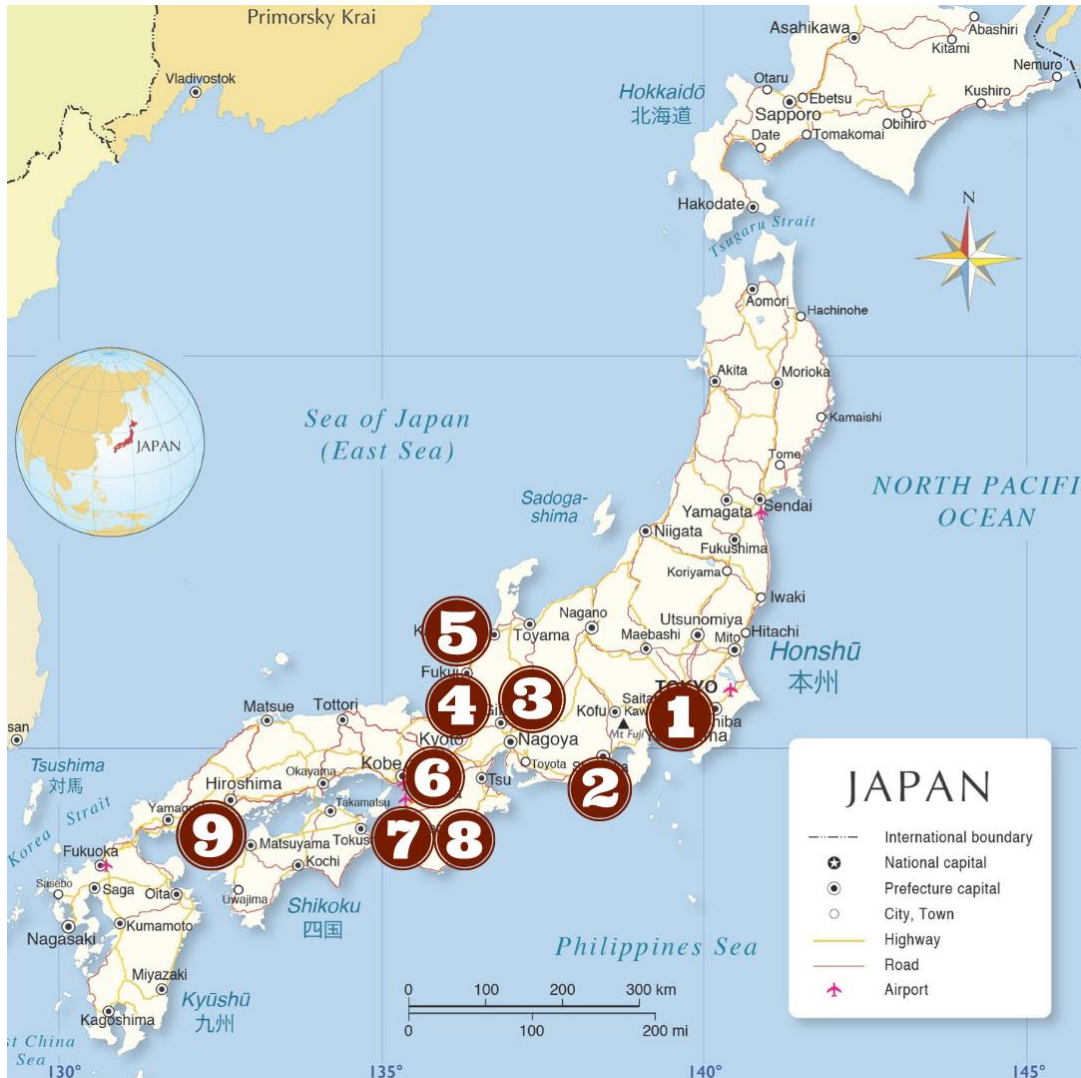 Primorsky Krai
Vladivostok
Asahikawa
Abashiri
Kitami
Nemuro
Otaru
Ebetsu
Kushiro
Hokkaidō
北海道
Sapporo
Obihiro
Date
Tomakomai
Hakodate
Tsugaru Strait
N
Aomori
Hachinohe
Akita
Morioka
Kamaishi
JAPAN
Sea of Japan
(East Sea)
Tome
Sadoga-
shima
Yamagata
Sendai
NORTH PACIFI
OCEAN
Niigata
Fukushima
Koriyama
Iwaki
5
Toyama
Nagano
Utsunomiya
Maebashi
Hitachi
Mito
Honshū
本州
Fukui
TOKYO
4
3
1
Kofu
Mt Fuji
Matsue
Tottori
Kyoto
Nagoya
Toyota
Tsushima
対馬
Hiroshima
Okayama
Kobe
6
Tsu
2
Korea Strait
9
Takamatsu
7
8
Matsuyama
Kochi
Fukuoka
Sasebo
Saga
Oita
Uwajima
Shikoku
四国
Nagasaki
Kumamoto
Miyazaki
Kyūshū
九州
Kagoshima
st China
Sea
Philippines Sea
0 100 200 300 km
0 100 200 mi
130° 135° 140° 145°
JAPAN
International boundary
National capital
Prefecture capital
City, Town
Highway
Road
Airport